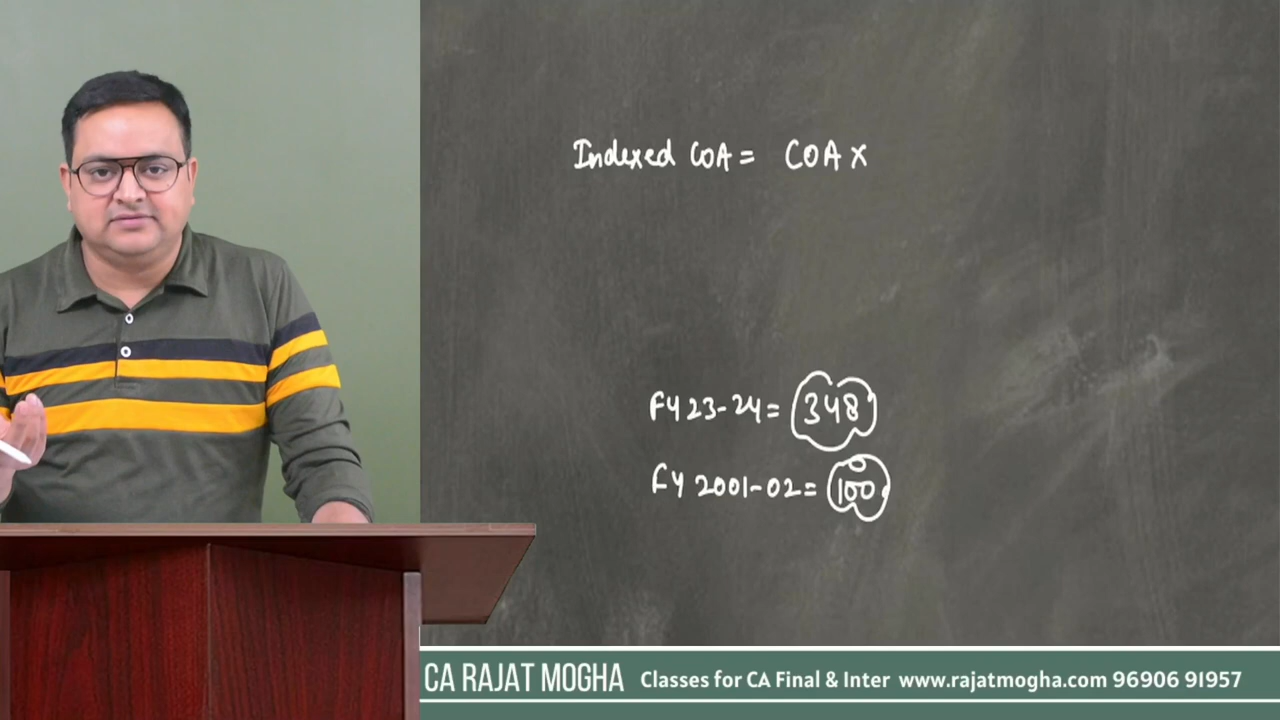 Indexed COA = COA x
FY 23-24 = 348
FY 2001-02 = 100
CA RAJAT MOGHA Classes for CA Final & Inter www.rajatmogha.com 96906 91957